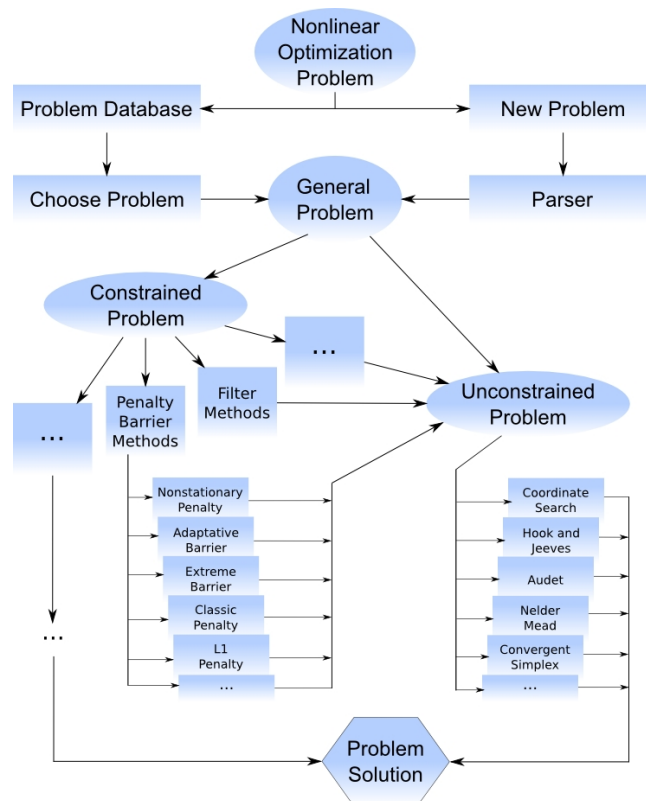 Nonlinear
Optimization
Problem
Problem Database
New Problem
Choose Problem
General
Problem
Parser
Constrained
Problem
...
...
Penalty
Barrier
Methods
Filter
Methods
Unconstrained
Problem
Nonstationary
Penalty
Adaptative
Barrier
Extreme
Barrier
Classic
Penalty
L1
Penalty
...
Coordinate
Search
Hook and
Jeeves
Audet
Nelder
Mead
Convergent
Simplex
...
...
Problem
Solution